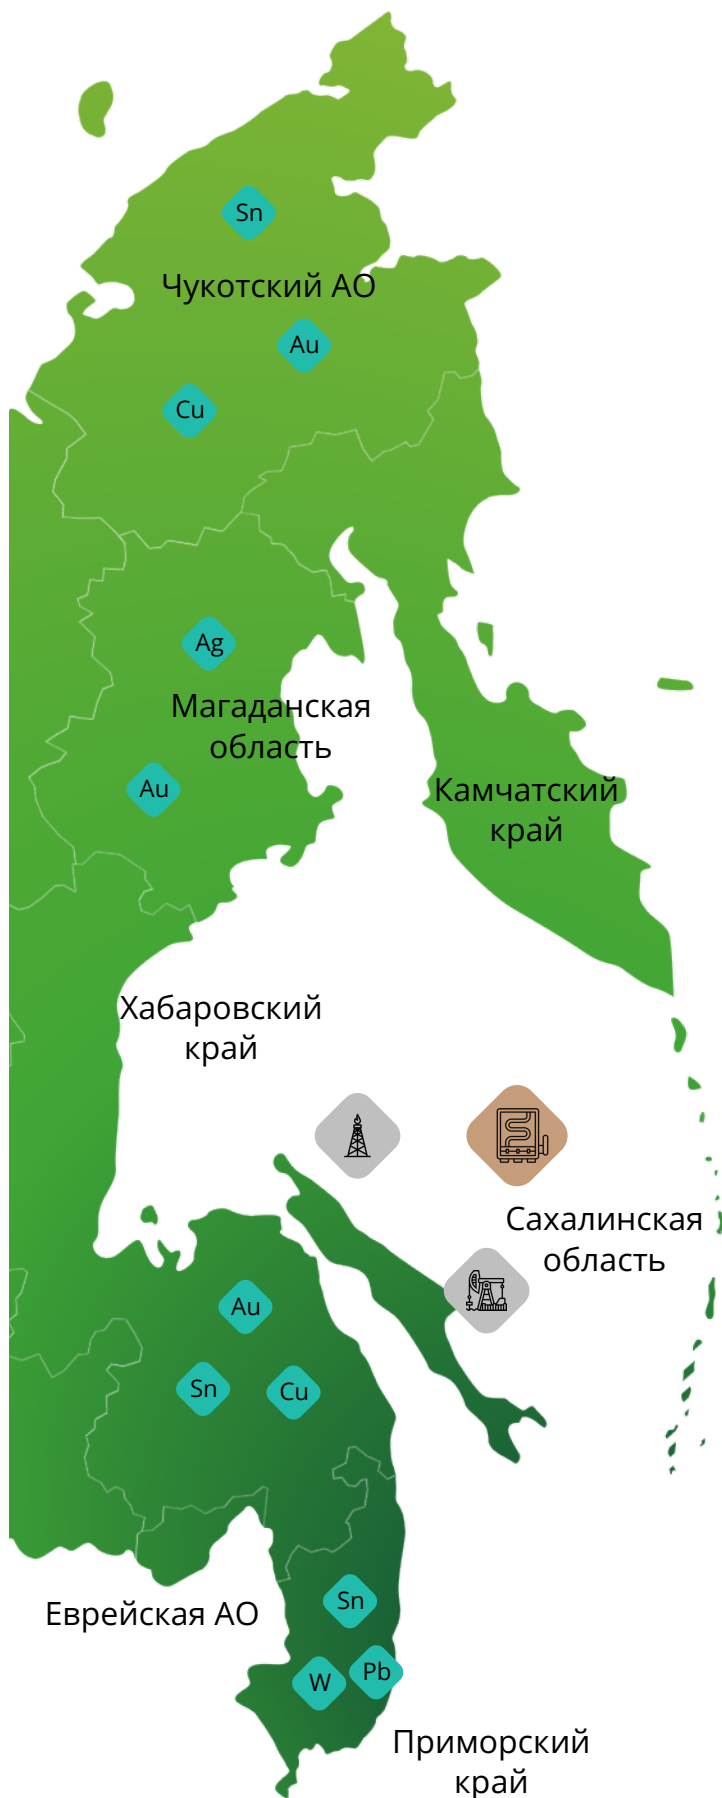 Sn
Чукотский АО
Au
Cu
Ag
Магаданская
область
Au
Камчатский
край
Хабаровский
край
Сахалинская
область
Au
Sn
Cu
Sn
Еврейская АО
W
Pb
Приморский
край